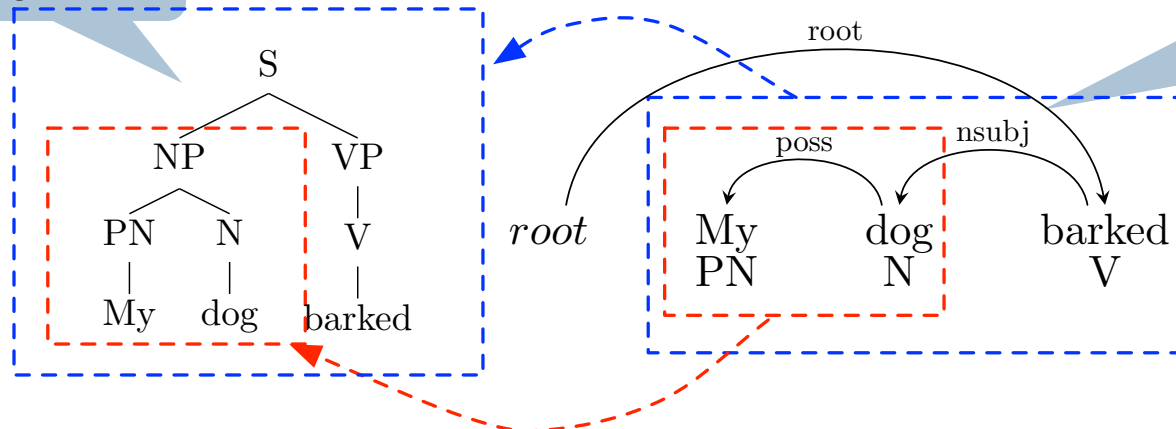 S
NP VP
PN N V
My dog barked
root
poss nsubj
root My dog barked
PN N V